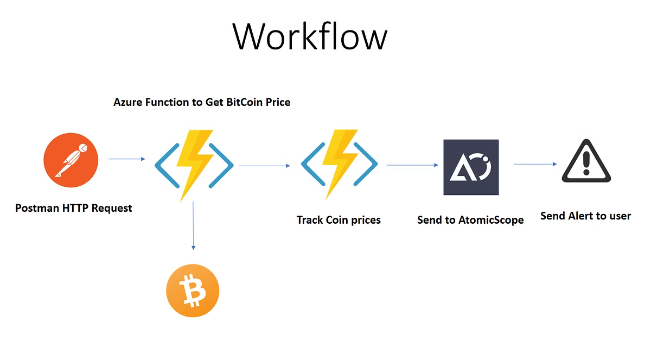 Workflow
Azure Function to Get BitCoin Price
Postman HTTP Request
Track Coin prices
Send to AtomicScope
Send Alert to user